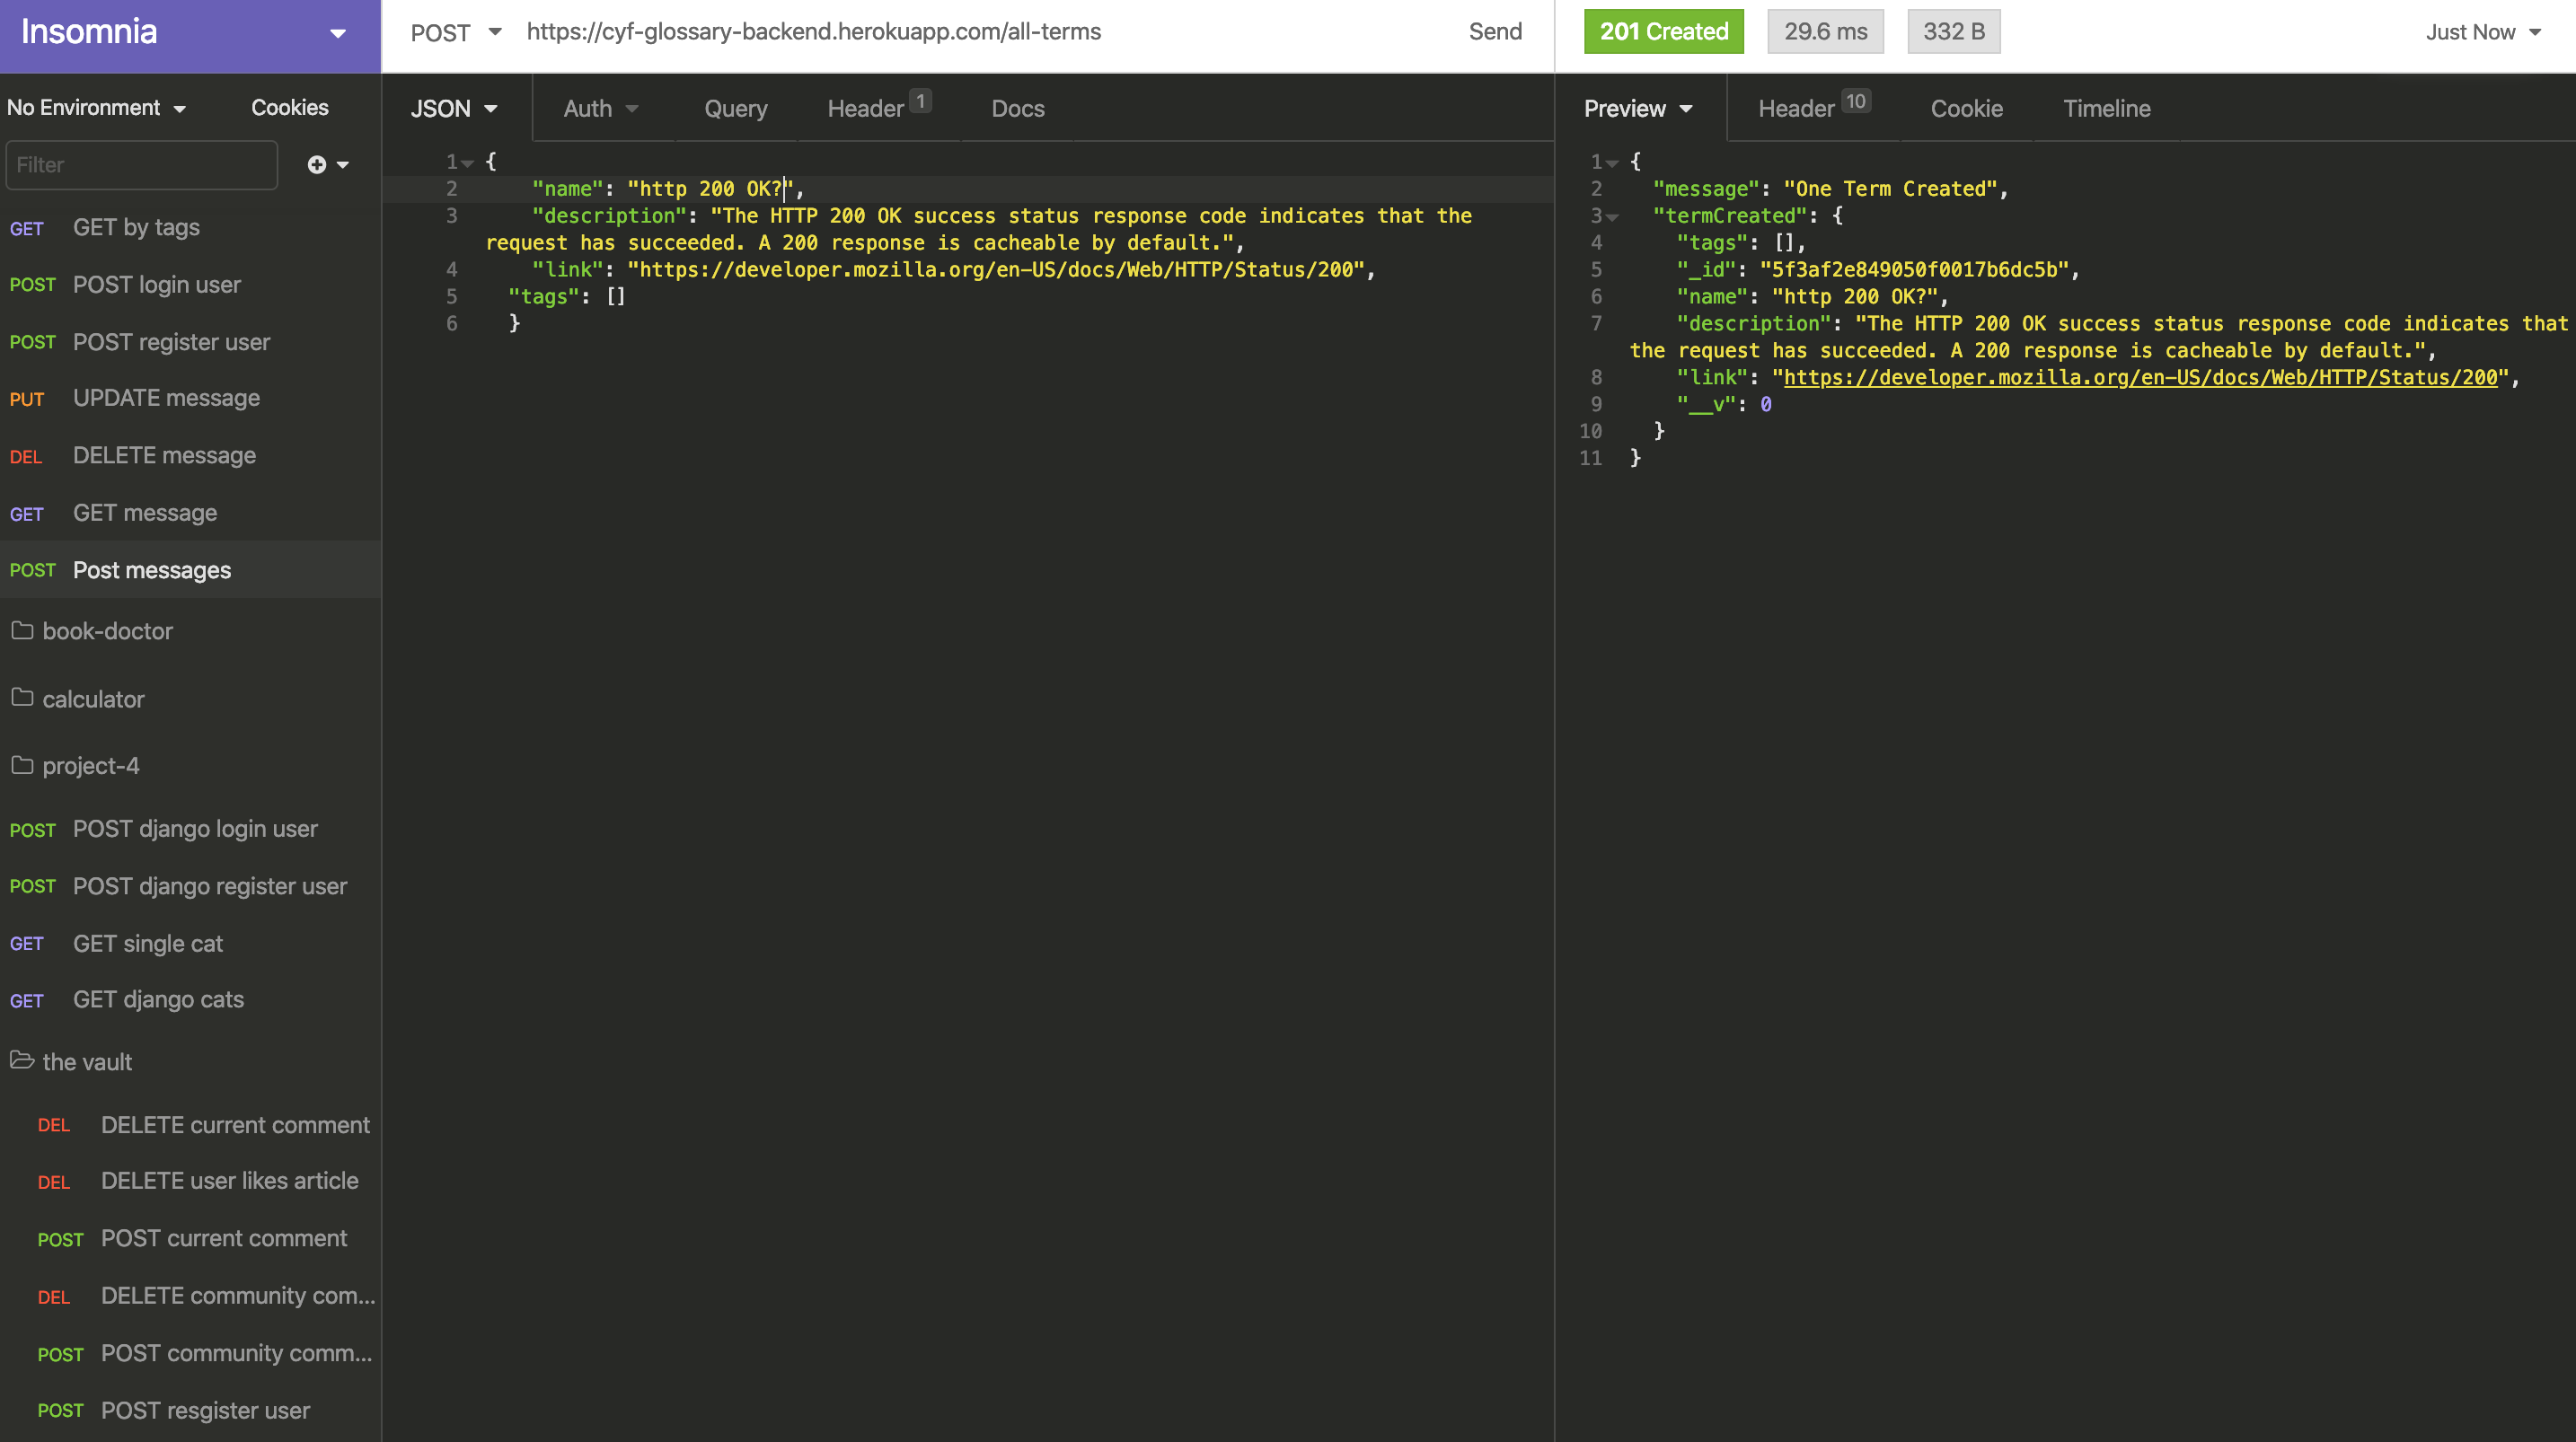 Insomnia
POST https://cyf-glossary-backend.herokuapp.com/all-terms Send
201 Created 29.6 ms 332 B Just Now
No Environment Cookies
Filter
GET GET by tags
POST POST login user
POST POST register user
PUT UPDATE message
DEL DELETE message
GET GET message
POST Post messages
book-doctor
calculator
project-4
POST POST django login user
POST POST django register user
GET GET single cat
GET GET django cats
the vault
DEL DELETE current comment
DEL DELETE user likes article
POST POST current comment
DEL DELETE community com...
POST POST community comm...
POST POST resgister user
JSON Auth Query Header 1 Docs
1 {
2 "name": "http 200 OK?",
3 "description": "The HTTP 200 OK success status response code indicates that the
request has succeeded. A 200 response is cacheable by default.",
4 "link": "https://developer.mozilla.org/en-US/docs/Web/HTTP/Status/200",
5 "tags": []
6 }
Preview Header 10 Cookie Timeline
1 {
2 "message": "One Term Created",
3 "termCreated": {
4 "tags": [],
5 "_id": "5f3af2e849050f0017b6dc5b",
6 "name": "http 200 OK?",
7 "description": "The HTTP 200 OK success status response code indicates that
the request has succeeded. A 200 response is cacheable by default.",
8 "link": "https://developer.mozilla.org/en-US/docs/Web/HTTP/Status/200",
9 "__v": 0
10 }
11 }